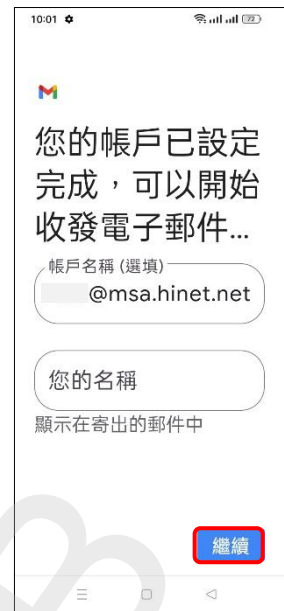 10:01
72
您的帳戶已設定
完成，可以開始
收發電子郵件...
帳戶名稱 (選填)
@msa.hinet.net
您的名稱
顯示在寄出的郵件中
繼續